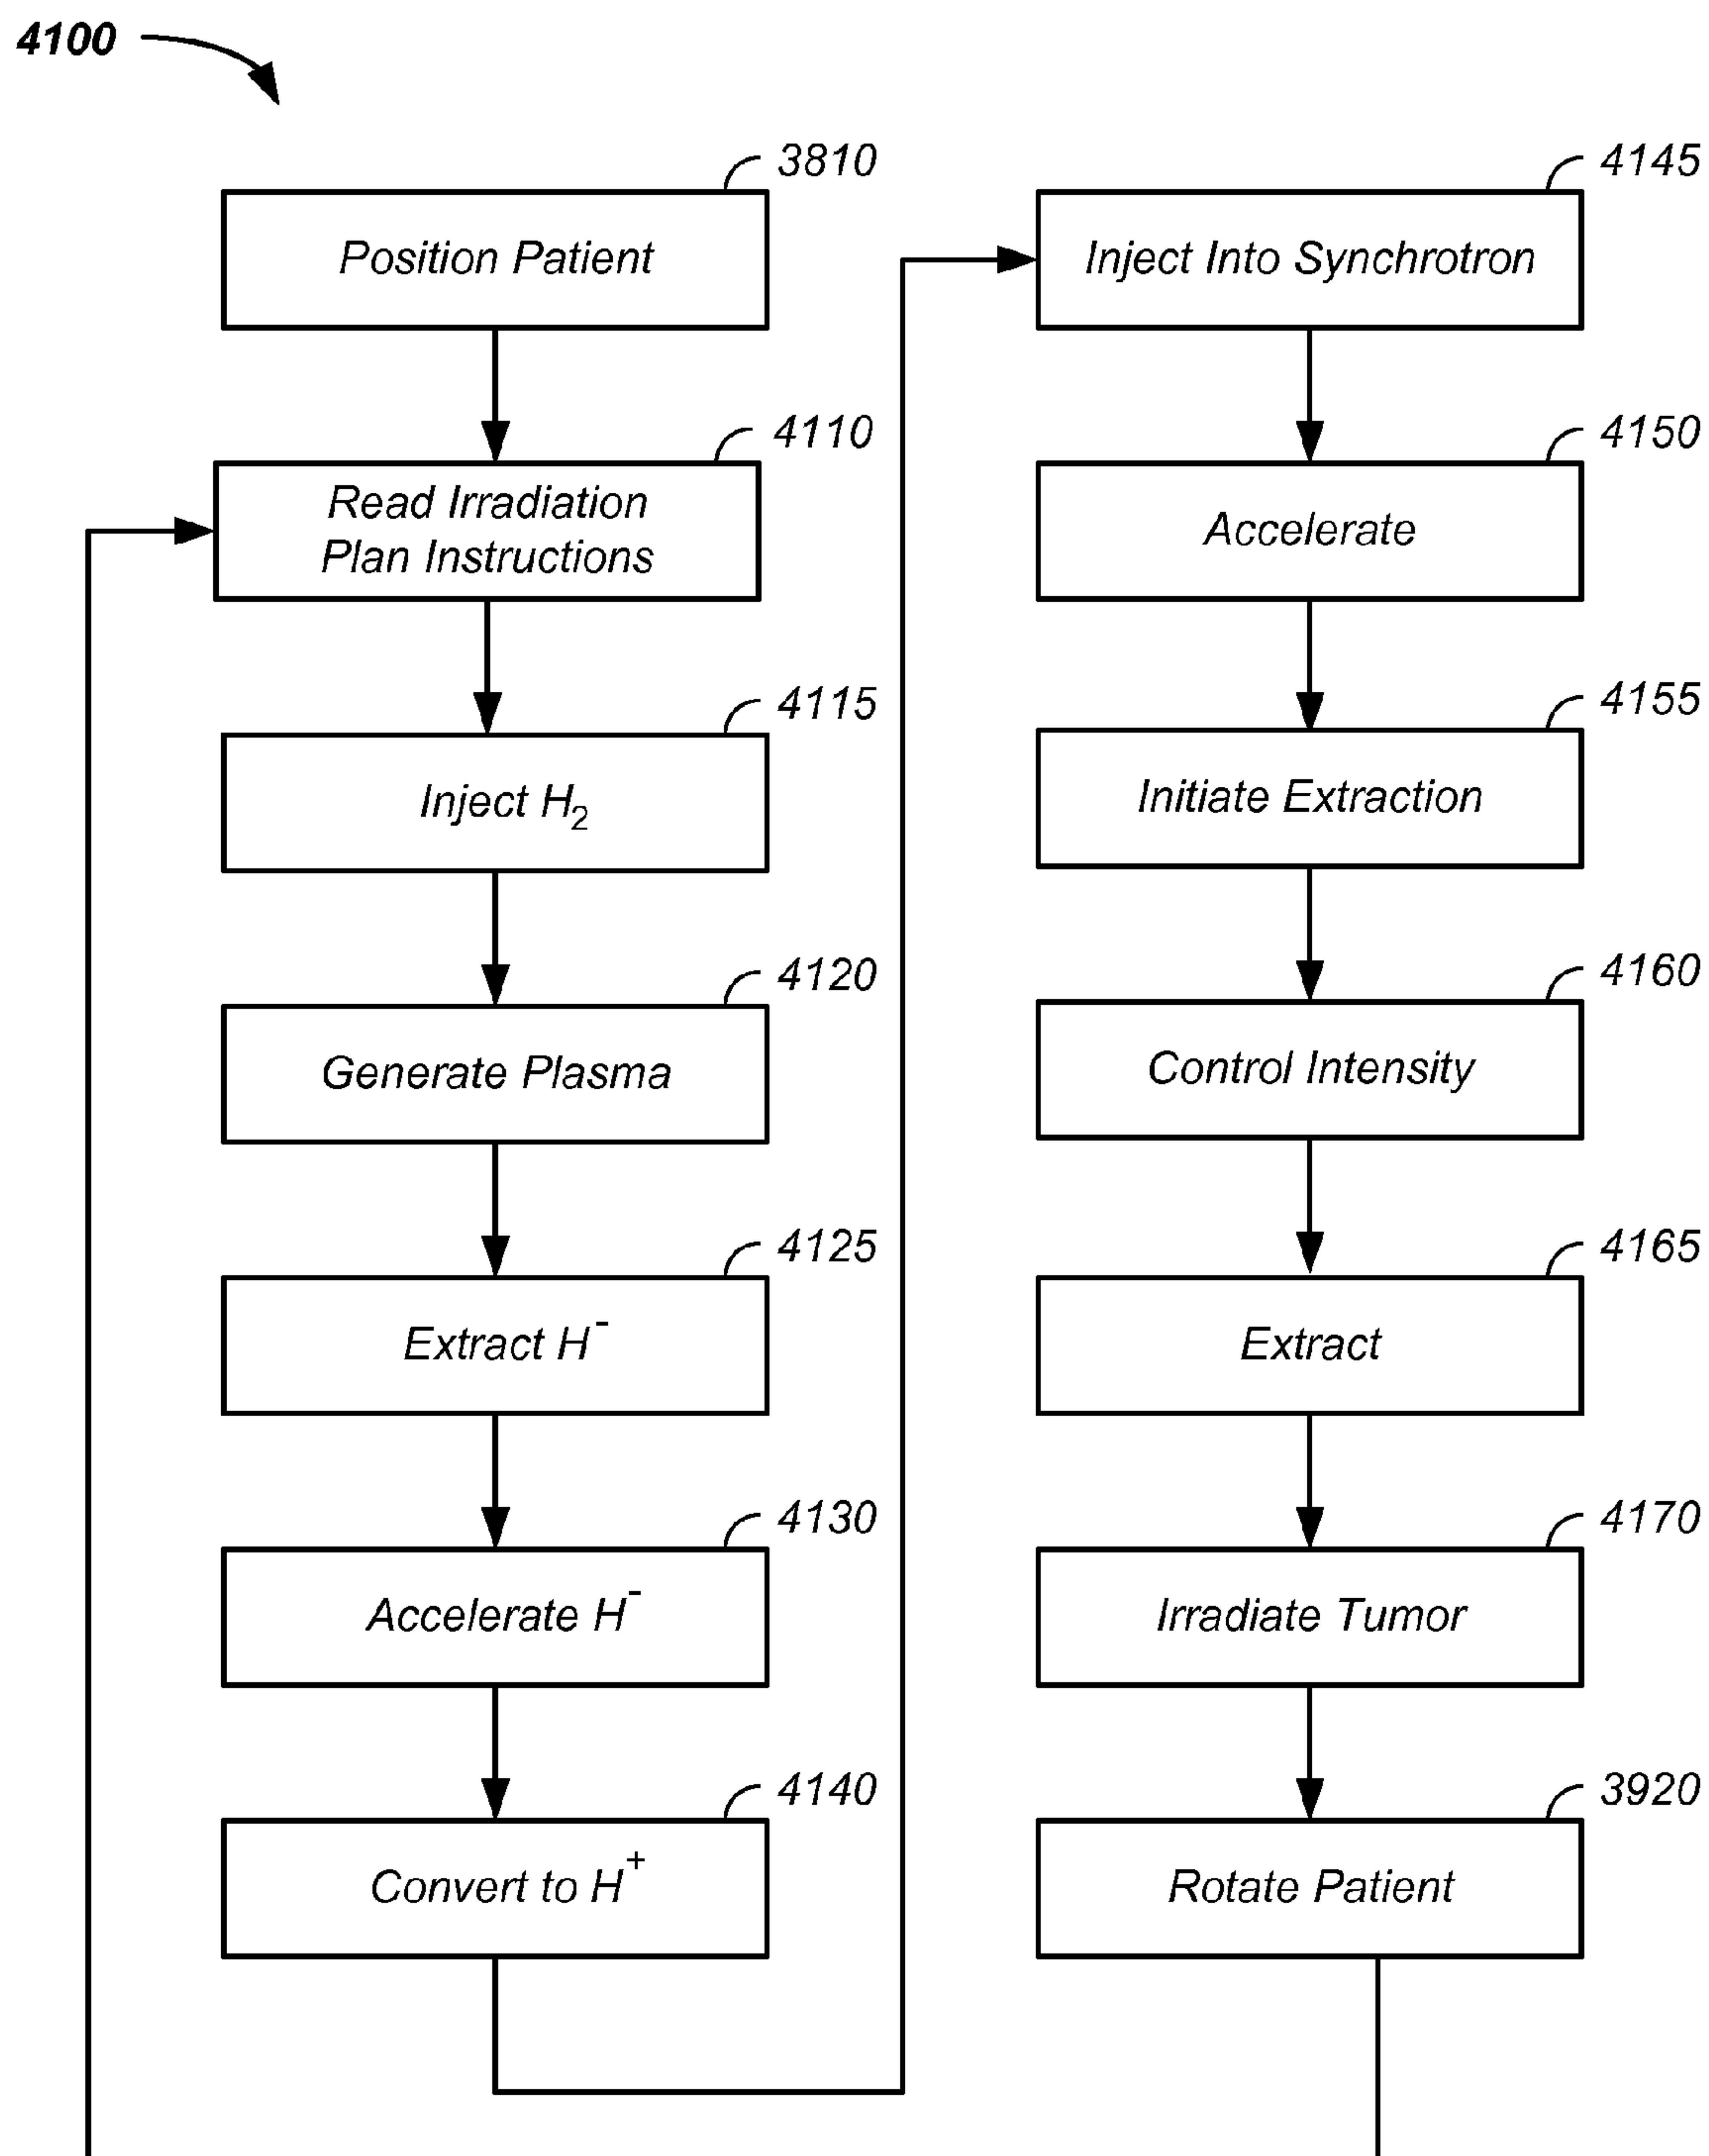 4100
3810
Position Patient
4110
Read Irradiation
Plan Instructions
4115
Inject H₂
4120
Generate Plasma
4125
Extract H⁻
4130
Accelerate H⁻
4140
Convert to H⁺
4145
Inject Into Synchrotron
4150
Accelerate
4155
Initiate Extraction
4160
Control Intensity
4165
Extract
4170
Irradiate Tumor
3920
Rotate Patient